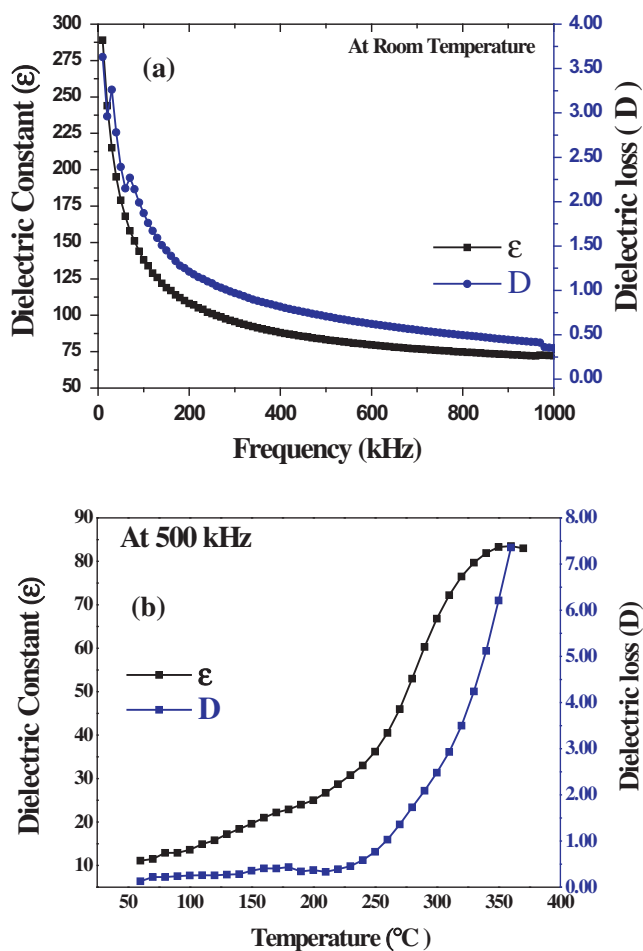 300
275
250
225
200
175
150
125
100
75
50
Dielectric Constant (ε)
(a)
At Room Temperature
ε
D
4.00
3.50
3.00
2.50
2.00
1.50
1.00
0.50
0.00
Dielectric loss ( D )
0 200 400 600 800 1000
Frequency (kHz)
90
80
70
60
50
40
30
20
10
Dielectric Constant (ε)
At 500 kHz
(b)
ε
D
8.00
7.00
6.00
5.00
4.00
3.00
2.00
1.00
0.00
Dielectric loss (D)
50 100 150 200 250 300 350 400
Temperature (°C)